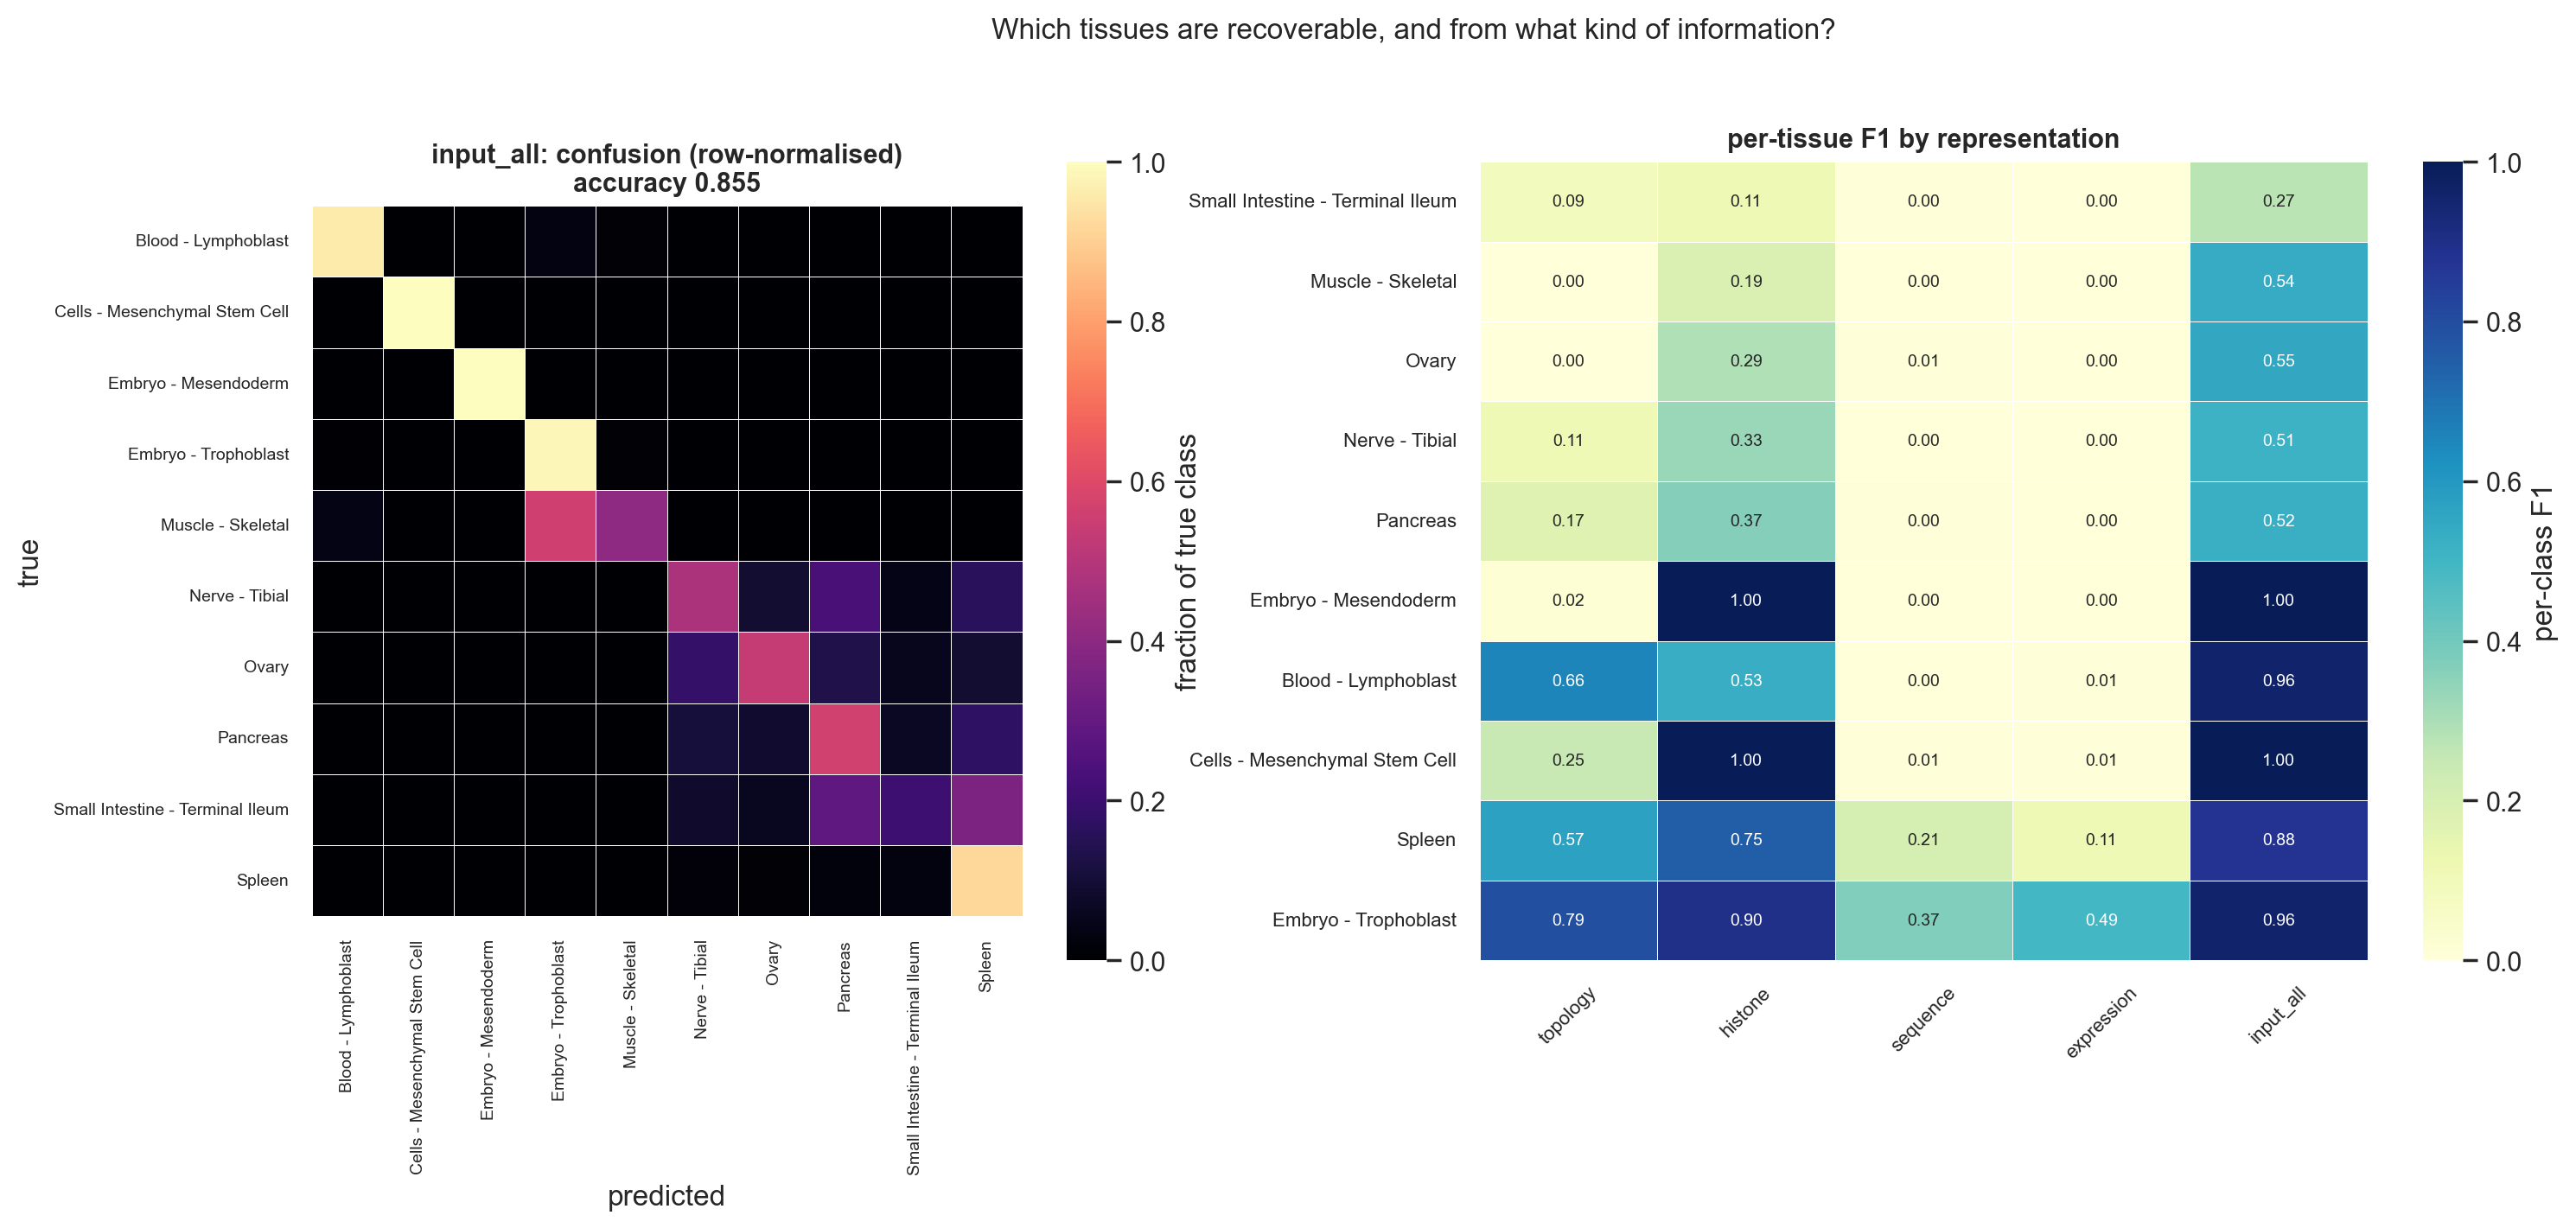 Which tissues are recoverable, and from what kind of information?
input_all: confusion (row-normalised)
accuracy 0.855
true
Blood - Lymphoblast
Cells - Mesenchymal Stem Cell
Embryo - Mesendoderm
Embryo - Trophoblast
Muscle - Skeletal
Nerve - Tibial
Ovary
Pancreas
Small Intestine - Terminal Ileum
Spleen
Blood - Lymphoblast
Cells - Mesenchymal Stem Cell
Embryo - Mesendoderm
Embryo - Trophoblast
Muscle - Skeletal
Nerve - Tibial
Ovary
Pancreas
Small Intestine - Terminal Ileum
Spleen
predicted
1.0
0.8
0.6
0.4
0.2
0.0
fraction of true class
per-tissue F1 by representation
Small Intestine - Terminal Ileum 0.09 0.11 0.00 0.00 0.27
Muscle - Skeletal 0.00 0.19 0.00 0.00 0.54
Ovary 0.00 0.29 0.01 0.00 0.55
Nerve - Tibial 0.11 0.33 0.00 0.00 0.51
Pancreas 0.17 0.37 0.00 0.00 0.52
Embryo - Mesendoderm 0.02 1.00 0.00 0.00 1.00
Blood - Lymphoblast 0.66 0.53 0.00 0.01 0.96
Cells - Mesenchymal Stem Cell 0.25 1.00 0.01 0.01 1.00
Spleen 0.57 0.75 0.21 0.11 0.88
Embryo - Trophoblast 0.79 0.90 0.37 0.49 0.96
topology histone sequence expression input_all
1.0
0.8
0.6
0.4
0.2
0.0
per-class F1